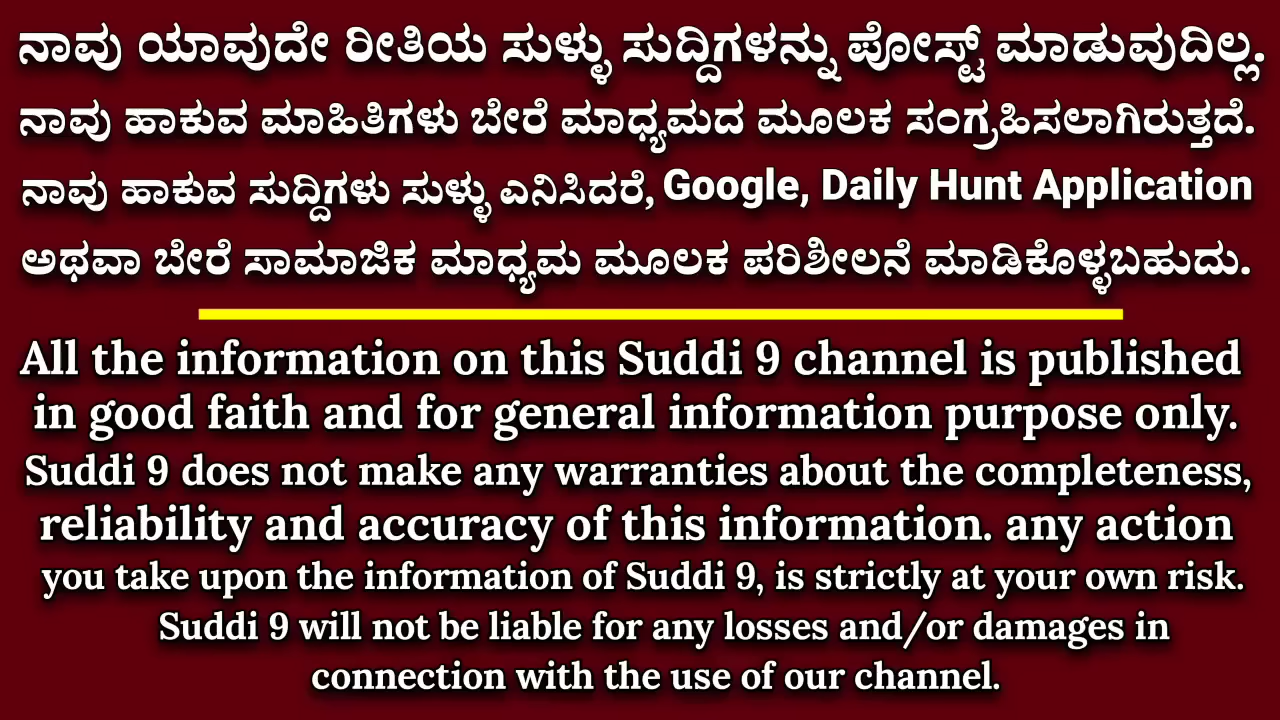 ನಾವು ಯಾವುದೇ ರೀತಿಯ ಸುಳ್ಳು ಸುದ್ದಿಗಳನ್ನು ಪೋಸ್ಟ್ ಮಾಡುವುದಿಲ್ಲ.
ನಾವು ಹಾಕುವ ಮಾಹಿತಿಗಳು ಬೇರೆ ಮಾಧ್ಯಮದ ಮೂಲಕ ಸಂಗ್ರಹಿಸಲಾಗಿರುತ್ತದೆ.
ನಾವು ಹಾಕುವ ಸುದ್ದಿಗಳು ಸುಳ್ಳು ಎನಿಸಿದರೆ, Google, Daily Hunt Application
ಅಥವಾ ಬೇರೆ ಸಾಮಾಜಿಕ ಮಾಧ್ಯಮ ಮೂಲಕ ಪರಿಶೀಲನೆ ಮಾಡಿಕೊಳ್ಳಬಹುದು.
All the information on this Suddi 9 channel is published
in good faith and for general information purpose only.
Suddi 9 does not make any warranties about the completeness,
reliability and accuracy of this information. any action
you take upon the information of Suddi 9, is strictly at your own risk.
Suddi 9 will not be liable for any losses and/or damages in
connection with the use of our channel.